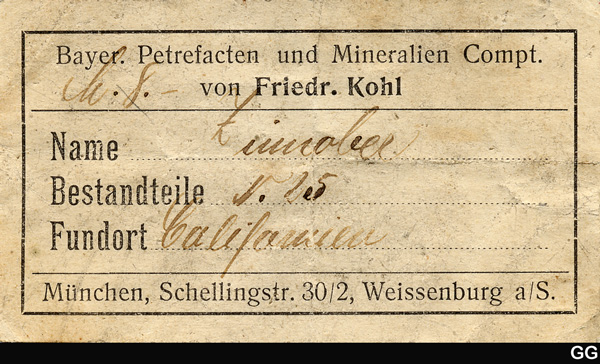 Bayer. Petrefacten und Mineralien Compt.
M. 8.–
von Friedr. Kohl
Name Zinnober
Bestandteile
Fundort Californien
München, Schellingstr. 30/2, Weissenburg a/S.
GG